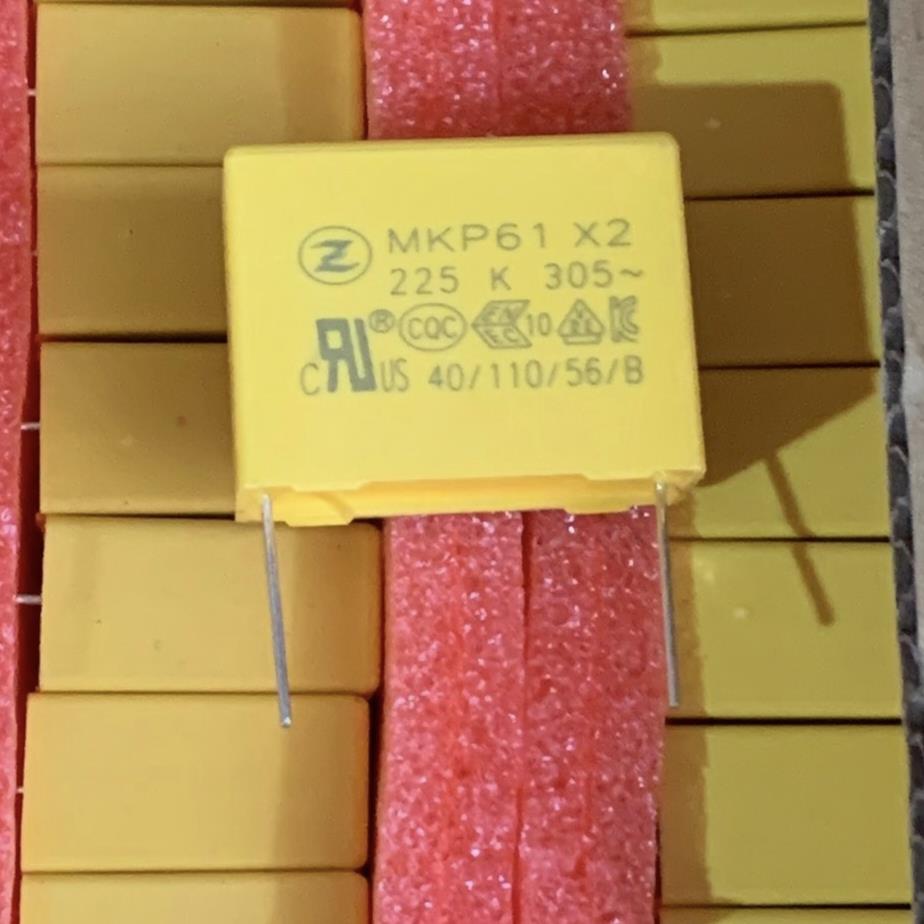 Z MKP61 X2
225 K 305~
® CQC 10
C US 40/110/56/B